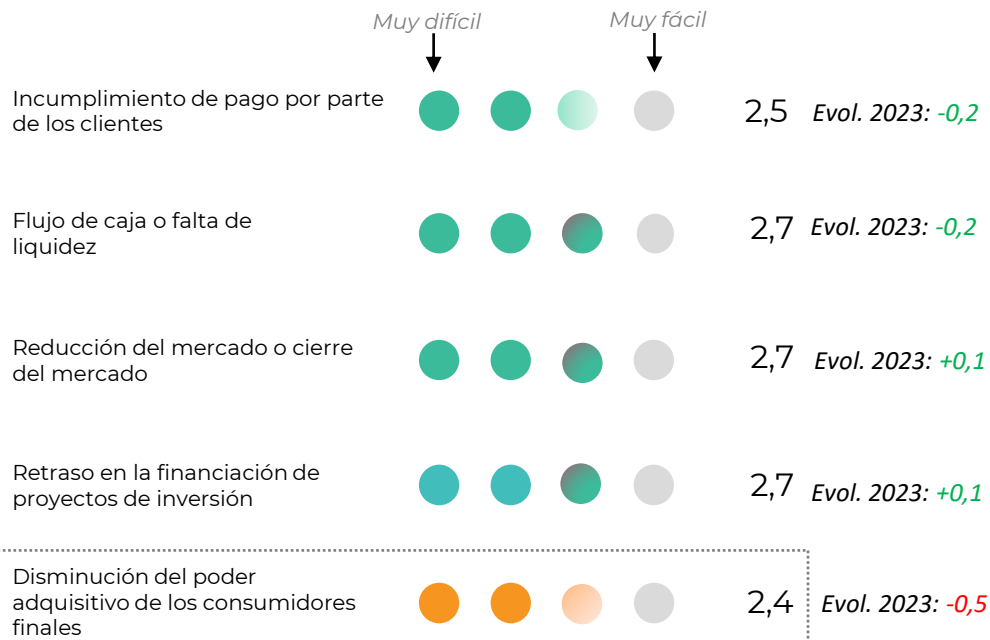 Muy difícil
Muy fácil
Incumplimiento de pago por parte
de los clientes
2,5
Evol. 2023: -0,2
Flujo de caja o falta de
liquidez
2,7
Evol. 2023: -0,2
Reducción del mercado o cierre
del mercado
2,7
Evol. 2023: +0,1
Retraso en la financiación de
proyectos de inversión
2,7
Evol. 2023: +0,1
Disminución del poder
adquisitivo de los consumidores
finales
2,4
Evol. 2023: -0,5